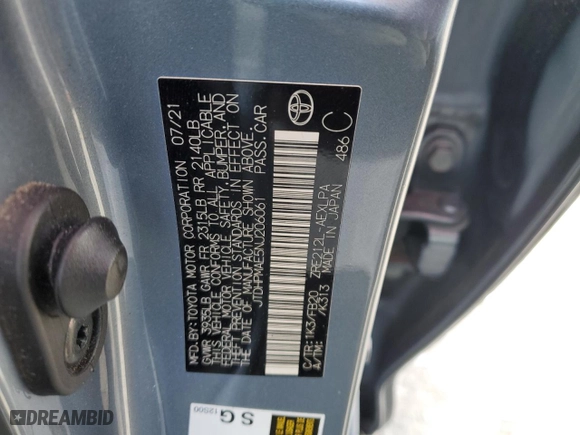 MFD.BY:TOYOTA MOTOR CORPORATION 07/21
GVWR 3935LB GAWR FR 2315LB RR 2140LB
THIS VEHICLE CONFORMS TO ALL APPLICABLE
FEDERAL MOTOR VEHICLE SAFETY, BUMPER, AND
THEFT PREVENTION STANDARDS IN EFFECT ON
THE DATE OF MANUFACTURE SHOWN ABOVE.
JTDHPMAE5NJ206061 PASS.CAR
C/TR:1K3/FB20 ZRE212L-AEXLPA
A/TM: /K313 MADE IN JAPAN 486 C
SG
12500
DREAMBID